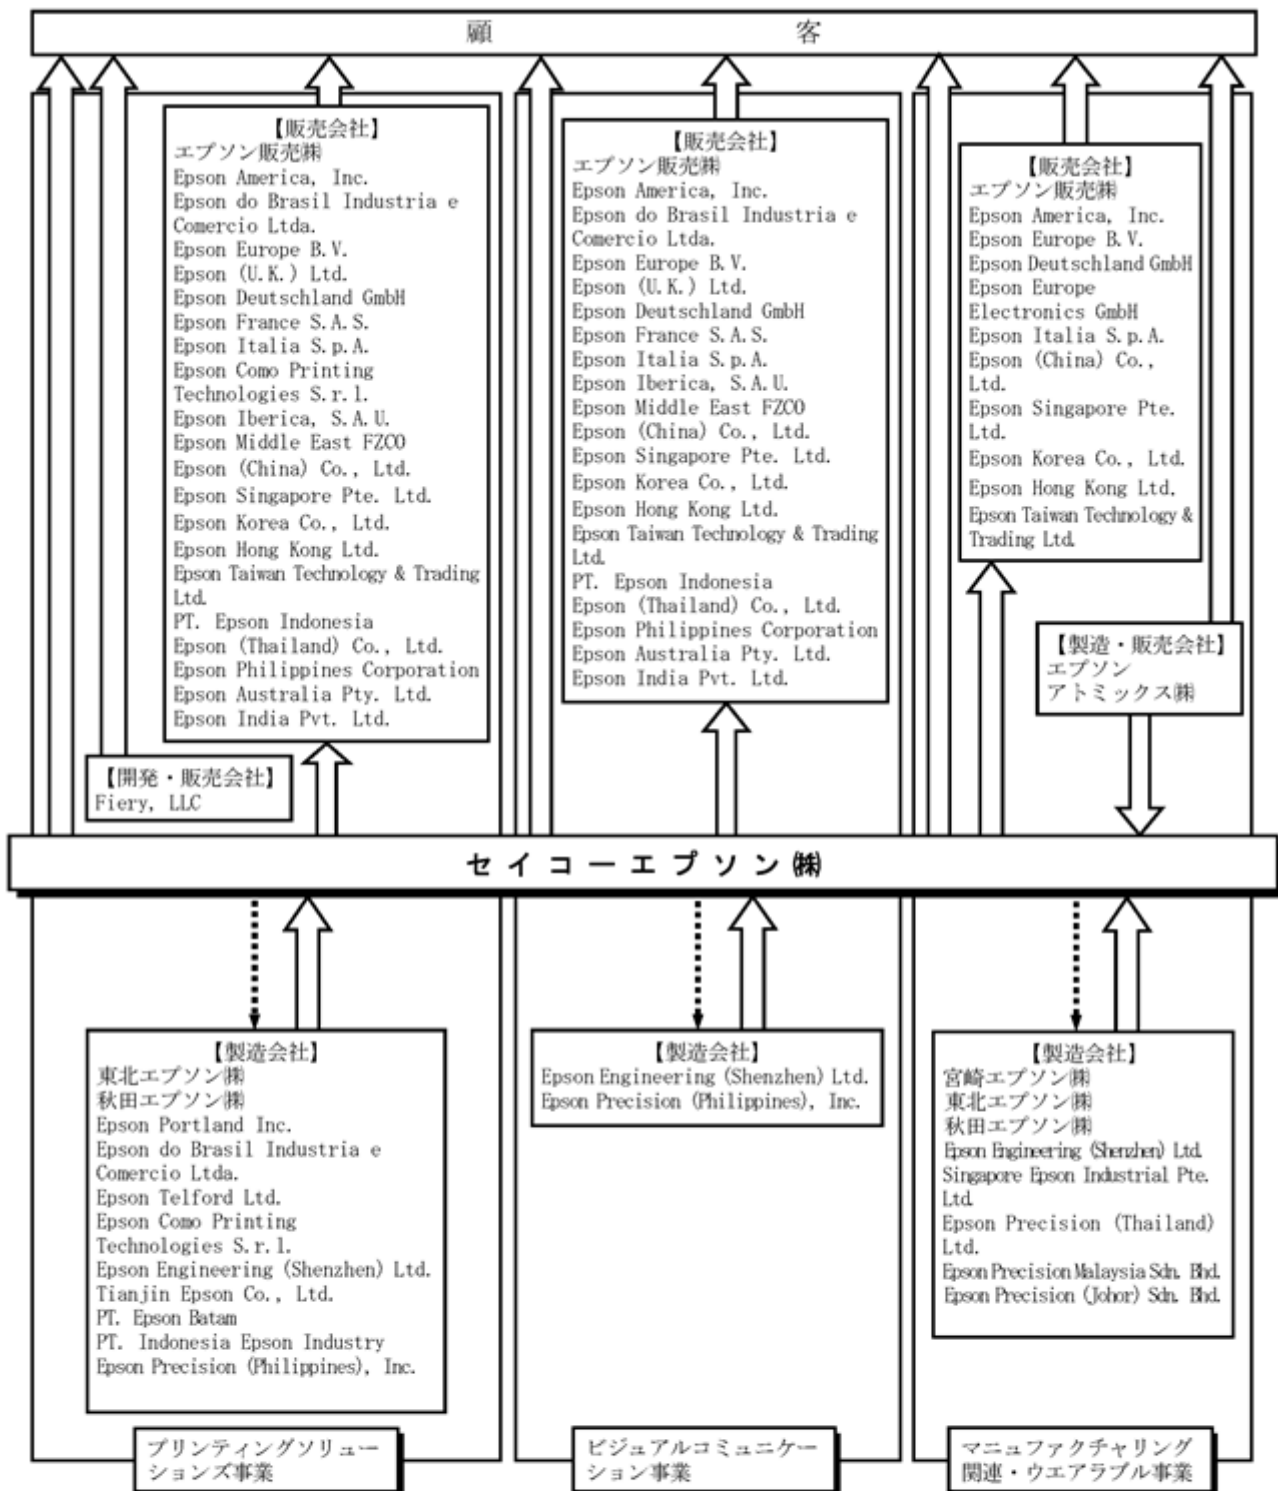 顧客
【販売会社】
エプソン販売㈱
Epson America, Inc.
Epson do Brasil Industria e
Comercio Ltda.
Epson Europe B.V.
Epson (U.K.) Ltd.
Epson Deutschland GmbH
Epson France S.A.S.
Epson Italia S.p.A.
Epson Como Printing
Technologies S.r.l.
Epson Iberica, S.A.U.
Epson Middle East FZCO
Epson (China) Co., Ltd.
Epson Singapore Pte. Ltd.
Epson Korea Co., Ltd.
Epson Hong Kong Ltd.
Epson Taiwan Technology & Trading
Ltd.
PT. Epson Indonesia
Epson (Thailand) Co., Ltd.
Epson Philippines Corporation
Epson Australia Pty. Ltd.
Epson India Pvt. Ltd.
【開発・販売会社】
Fiery, LLC
【販売会社】
エプソン販売㈱
Epson America, Inc.
Epson do Brasil Industria e
Comercio Ltda.
Epson Europe B.V.
Epson (U.K.) Ltd.
Epson Deutschland GmbH
Epson France S.A.S.
Epson Italia S.p.A.
Epson Iberica, S.A.U.
Epson Middle East FZCO
Epson (China) Co., Ltd.
Epson Singapore Pte. Ltd.
Epson Korea Co., Ltd.
Epson Hong Kong Ltd.
Epson Taiwan Technology & Trading
Ltd.
PT. Epson Indonesia
Epson (Thailand) Co., Ltd.
Epson Philippines Corporation
Epson Australia Pty. Ltd.
Epson India Pvt. Ltd.
【販売会社】
エプソン販売㈱
Epson America, Inc.
Epson Europe B.V.
Epson Deutschland GmbH
Epson Europe
Electronics GmbH
Epson Italia S.p.A.
Epson (China) Co.,
Ltd.
Epson Singapore Pte.
Ltd.
Epson Korea Co., Ltd.
Epson Hong Kong Ltd.
Epson Taiwan Technology &
Trading Ltd.
【製造・販売会社】
エプソン
アトミックス㈱
セイコーエプソン㈱
【製造会社】
東北エプソン㈱
秋田エプソン㈱
Epson Portland Inc.
Epson do Brasil Industria e
Comercio Ltda.
Epson Telford Ltd.
Epson Como Printing
Technologies S.r.l.
Epson Engineering (Shenzhen) Ltd.
Tianjin Epson Co., Ltd.
PT. Epson Batam
PT. Indonesia Epson Industry
Epson Precision (Philippines), Inc.
【製造会社】
Epson Engineering (Shenzhen) Ltd.
Epson Precision (Philippines), Inc.
【製造会社】
宮崎エプソン㈱
東北エプソン㈱
秋田エプソン㈱
Epson Engineering (Shenzhen) Ltd.
Singapore Epson Industrial Pte.
Ltd.
Epson Precision (Thailand)
Ltd.
Epson Precision Malaysia Sdn. Bhd.
Epson Precision (Johor) Sdn. Bhd.
プリンティングソリュー
ションズ事業
ビジュアルコミュニケー
ション事業
マニュファクチャリング
関連・ウエアラブル事業